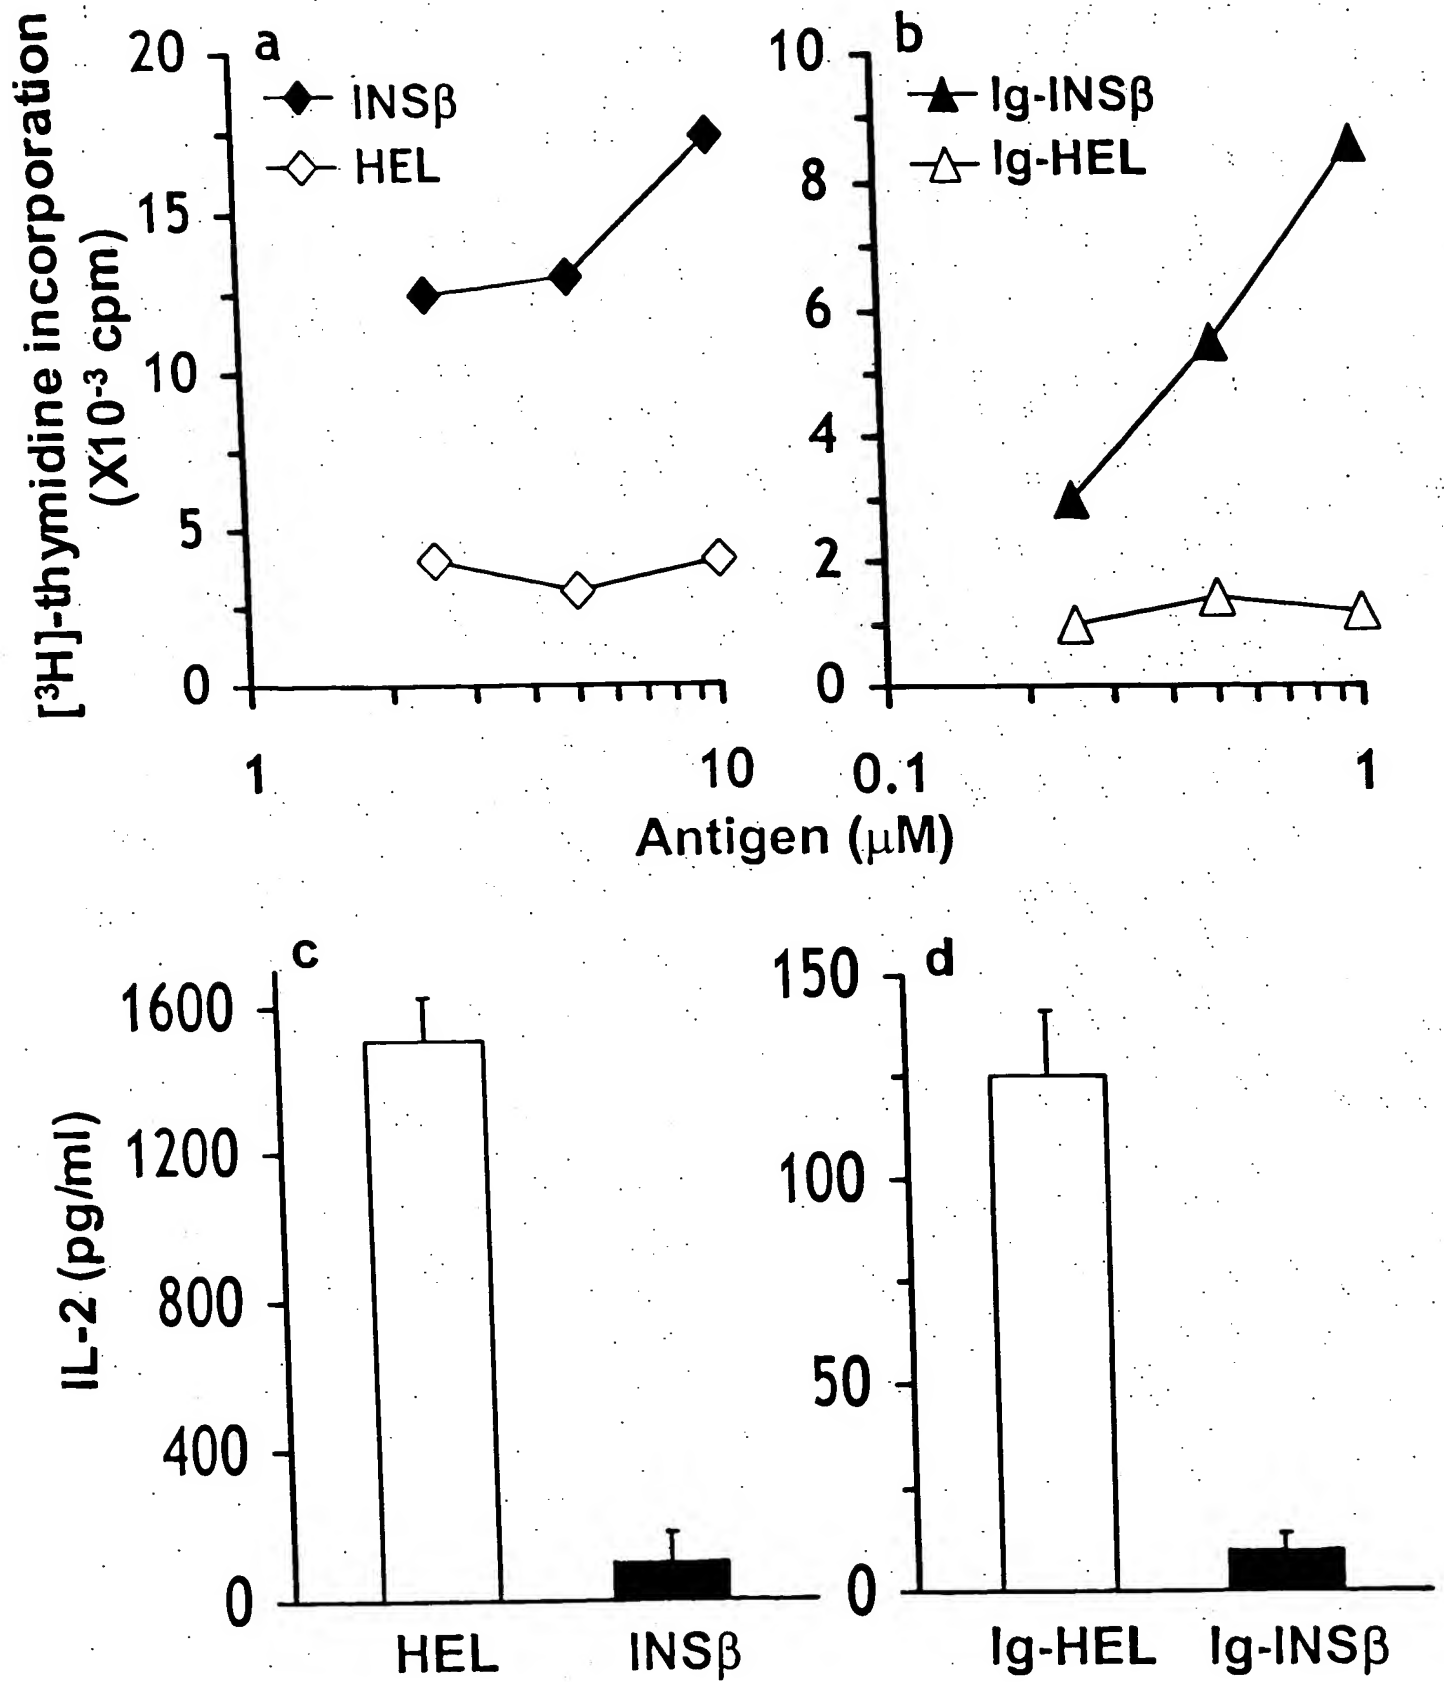 [³H]-thymidine incorporation
(X10⁻³ cpm)
a
20
15
10
5
0
INSβ
HEL
1
10
b
10
8
6
4
2
0
Ig-INSβ
Ig-HEL
0.1
1
Antigen (μM)
IL-2 (pg/ml)
c
1600
1200
800
400
0
HEL
INSβ
d
150
100
50
0
Ig-HEL
Ig-INSβ